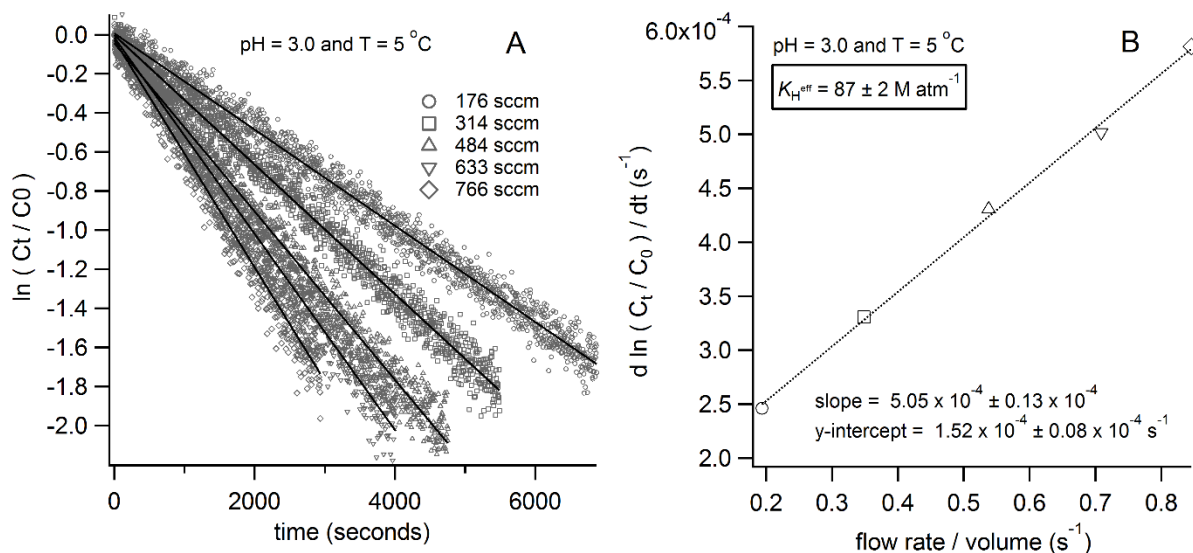 pH = 3.0 and T = 5 °C
A
176 sccm
314 sccm
484 sccm
633 sccm
766 sccm
0.0
-0.2
-0.4
-0.6
-0.8
-1.0
-1.2
-1.4
-1.6
-1.8
-2.0
ln ( Ct / C0 )
0
2000
4000
6000
time (seconds)
6.0x10⁻⁴
5.5
5.0
4.5
4.0
3.5
3.0
2.5
2.0
d ln ( Cₜ / C₀ ) / dt (s⁻¹)
pH = 3.0 and T = 5 °C
B
K_H^eff = 87 ± 2 M atm⁻¹
slope = 5.05 x 10⁻⁴ ± 0.13 x 10⁻⁴
y-intercept = 1.52 x 10⁻⁴ ± 0.08 x 10⁻⁴ s⁻¹
0.2
0.3
0.4
0.5
0.6
0.7
0.8
flow rate / volume (s⁻¹)